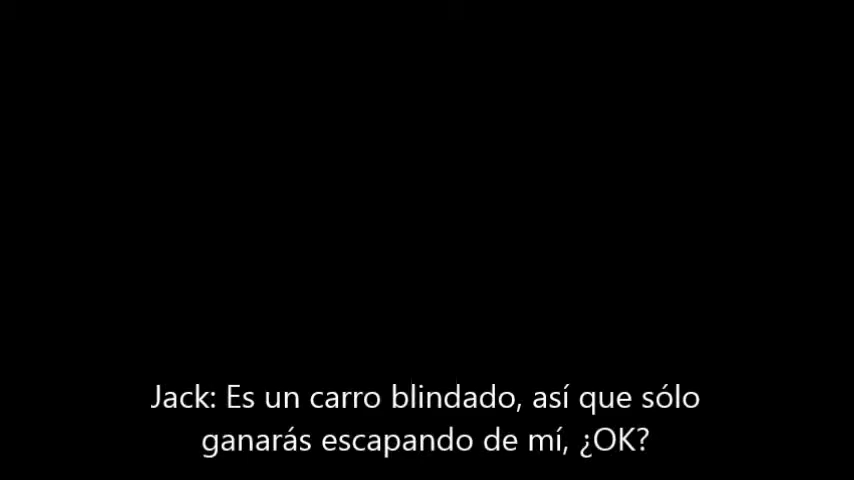 Jack: Es un carro blindado, así que sólo
ganarás escapando de mí, ¿OK?